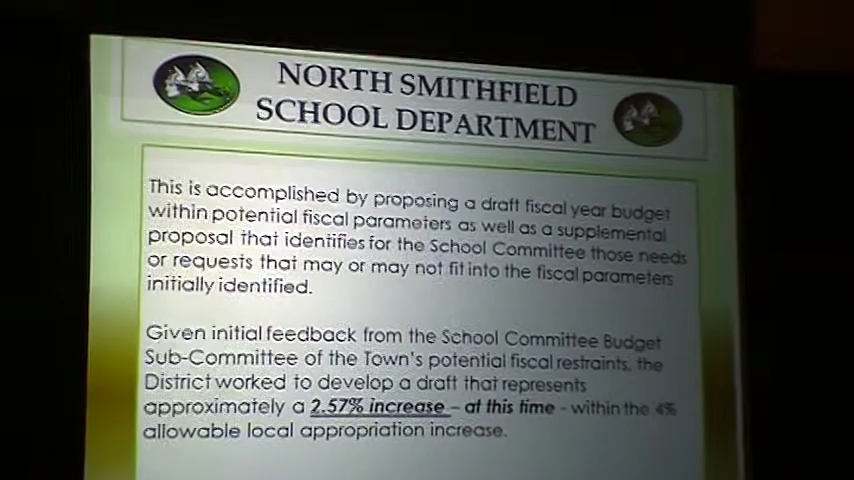 NORTH SMITHFIELD
SCHOOL DEPARTMENT
This is accomplished by proposing a draft fiscal year budget
within potential fiscal parameters as well as a supplemental
proposal that identifies for the School Committee those needs
or requests that may or may not fit into the fiscal parameters
initially identified.
Given initial feedback from the School Committee Budget
Sub-Committee of the Town's potential fiscal restraints, the
District worked to develop a draft that represents
approximately a 2.57% increase – at this time - within the 4%
allowable local appropriation increase.